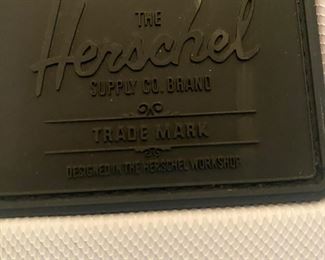 THE
Herschel
SUPPLY CO. BRAND
TRADE MARK
DESIGNED IN THE HERSCHEL WORKSHOP